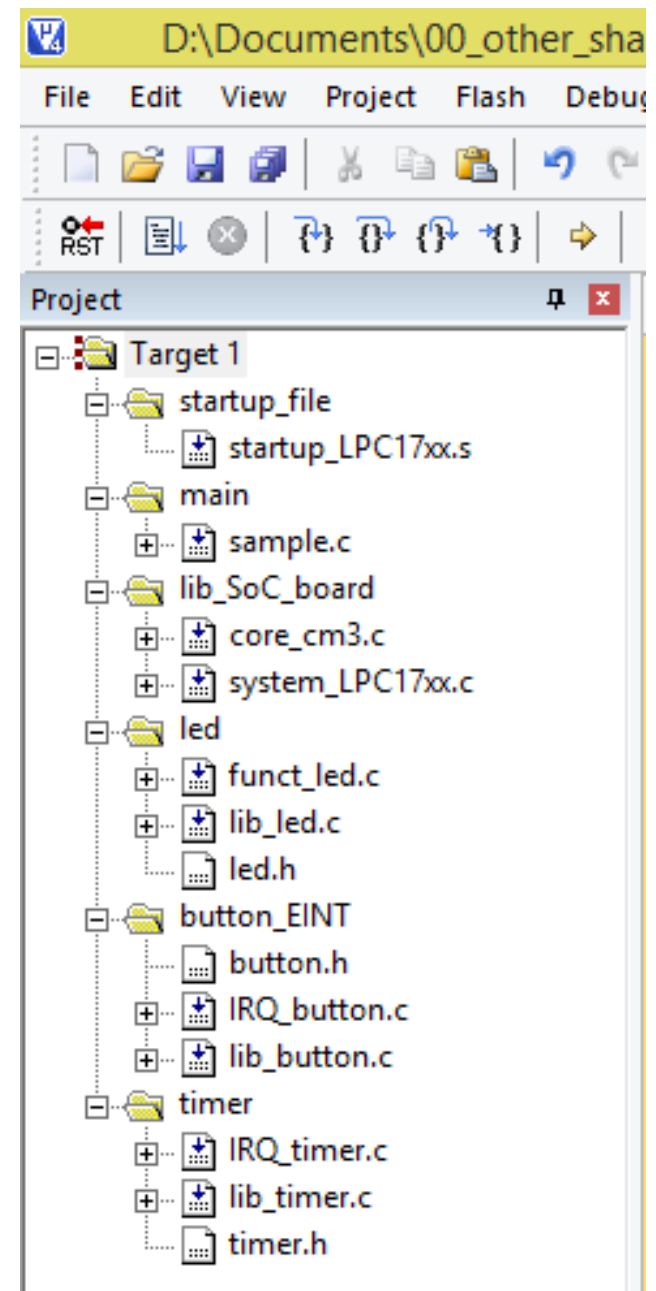 D:\Documents\00_other_sha
File Edit View Project Flash Debug
RST
Project
Target 1
startup_file
startup_LPC17xx.s
main
sample.c
lib_SoC_board
core_cm3.c
system_LPC17xx.c
led
funct_led.c
lib_led.c
led.h
button_EINT
button.h
IRQ_button.c
lib_button.c
timer
IRQ_timer.c
lib_timer.c
timer.h